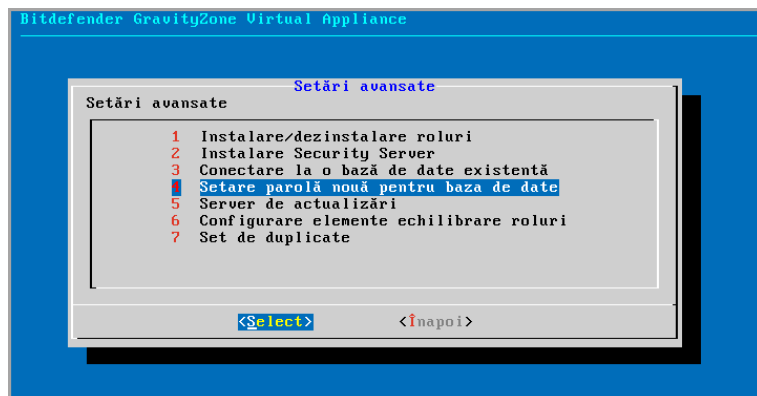 Bitdefender GravityZone Virtual Appliance
Setări avansate
Setări avansate
1 Instalare/dezinstalare roluri
2 Instalare Security Server
3 Conectare la o bază de date existentă
4 Setare parolă nouă pentru baza de date
5 Server de actualizări
6 Configurare elemente echilibrare roluri
7 Set de duplicate
<Select> <Înapoi>